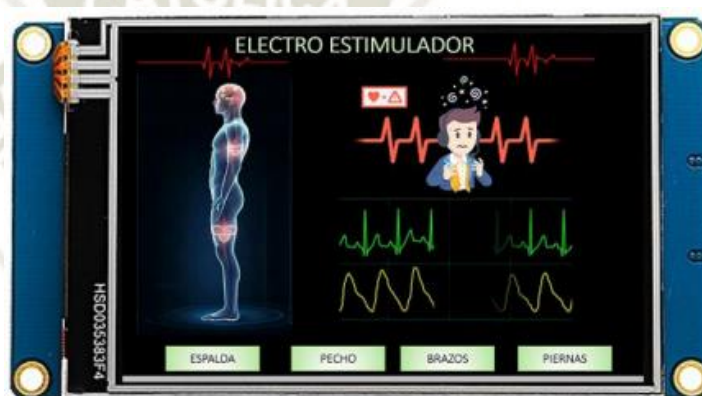 ELECTRO ESTIMULADOR
HSD035383F4
ESPALDA
PECHO
BRAZOS
PIERNAS